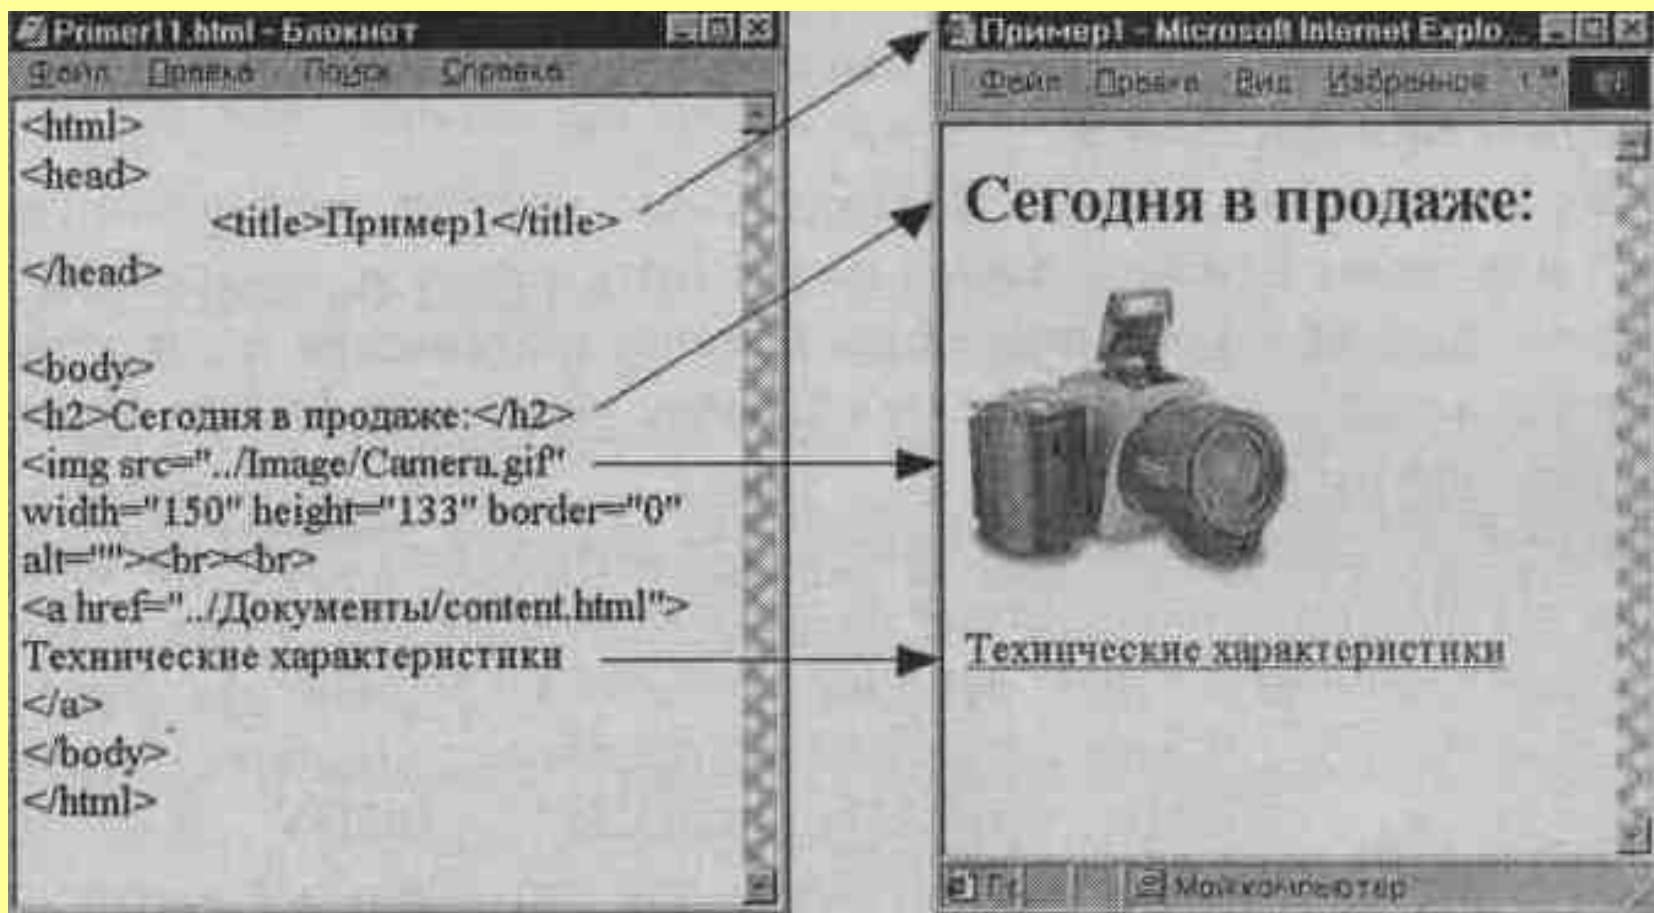 Primer11.html - Блокнот
Файл Правка Поиск Справка
<html>
<head>
<title>Пример1</title>
</head>
<body>
<h2>Сегодня в продаже:</h2>
<img src="../Image/Camera.gif"
width="150" height="133" border="0"
alt=""><br><br>
<a href="../Документы/content.html">
Технические характеристики
</a>
</body>
</html>
Пример1 - Microsoft Internet Explo...
Файл Правка Вид Избранное
Сегодня в продаже:
Технические характеристики
Мой компьютер